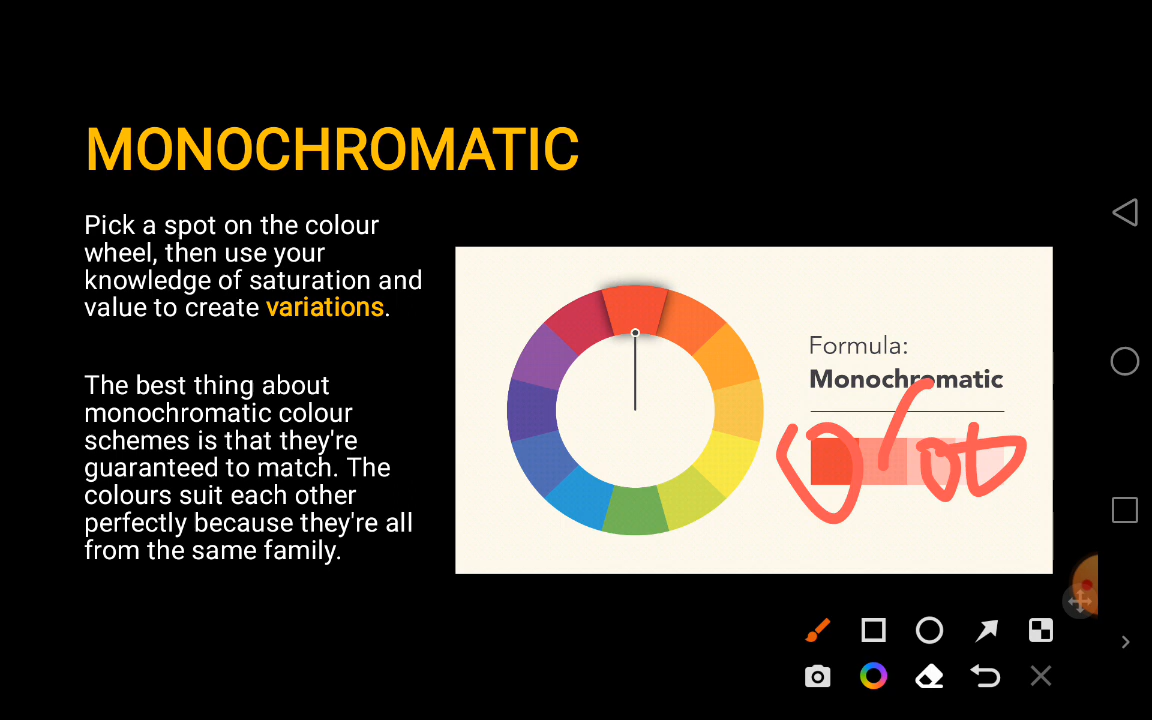 MONOCHROMATIC
Pick a spot on the colour
wheel, then use your
knowledge of saturation and
value to create variations.
The best thing about
monochromatic colour
schemes is that they're
guaranteed to match. The
colours suit each other
perfectly because they're all
from the same family.
Formula:
Monochromatic